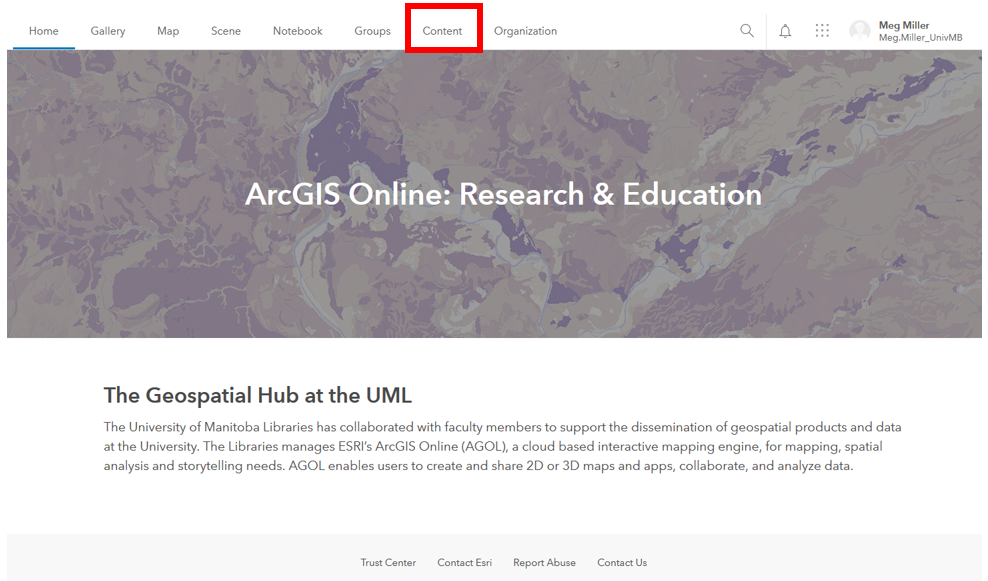 Home Gallery Map Scene Notebook Groups Content Organization Meg Miller
Meg.Miller_UnivMB
ArcGIS Online: Research & Education
The Geospatial Hub at the UML
The University of Manitoba Libraries has collaborated with faculty members to support the dissemination of geospatial products and data
at the University. The Libraries manages ESRI's ArcGIS Online (AGOL), a cloud based interactive mapping engine, for mapping, spatial
analysis and storytelling needs. AGOL enables users to create and share 2D or 3D maps and apps, collaborate, and analyze data.
Trust Center Contact Esri Report Abuse Contact Us